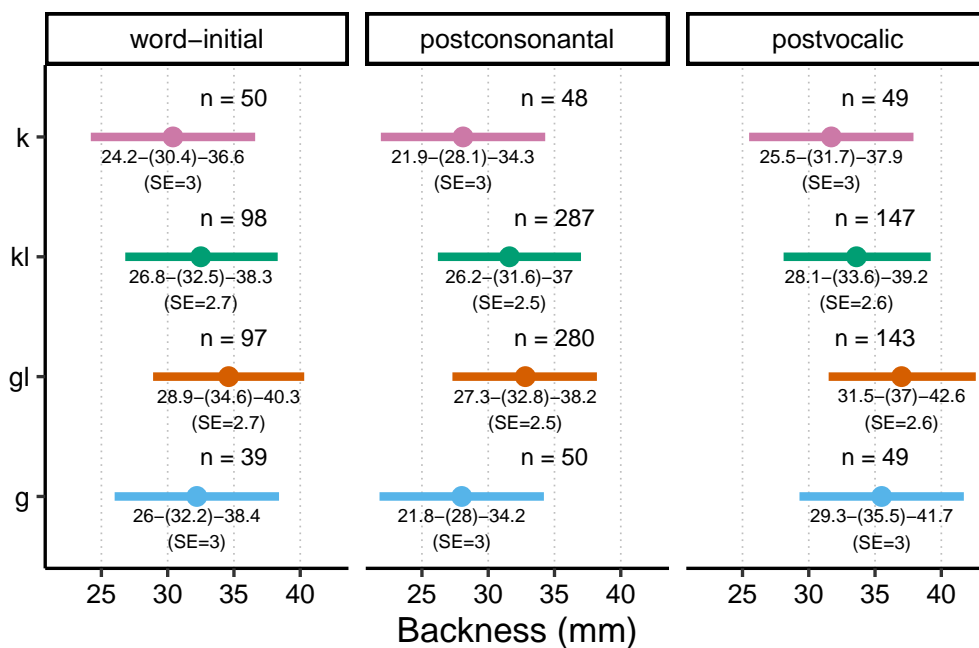 word−initial postconsonantal postvocalic
n = 50 n = 48 n = 49
k
24.2−(30.4)−36.6 21.9−(28.1)−34.3 25.5−(31.7)−37.9
(SE=3) (SE=3) (SE=3)
n = 98 n = 287 n = 147
kl
26.8−(32.5)−38.3 26.2−(31.6)−37 28.1−(33.6)−39.2
(SE=2.7) (SE=2.5) (SE=2.6)
n = 97 n = 280 n = 143
gl
28.9−(34.6)−40.3 27.3−(32.8)−38.2 31.5−(37)−42.6
(SE=2.7) (SE=2.5) (SE=2.6)
n = 39 n = 50 n = 49
g
26−(32.2)−38.4 21.8−(28)−34.2 29.3−(35.5)−41.7
(SE=3) (SE=3) (SE=3)
25 30 35 40 25 30 35 40 25 30 35 40
Backness (mm)